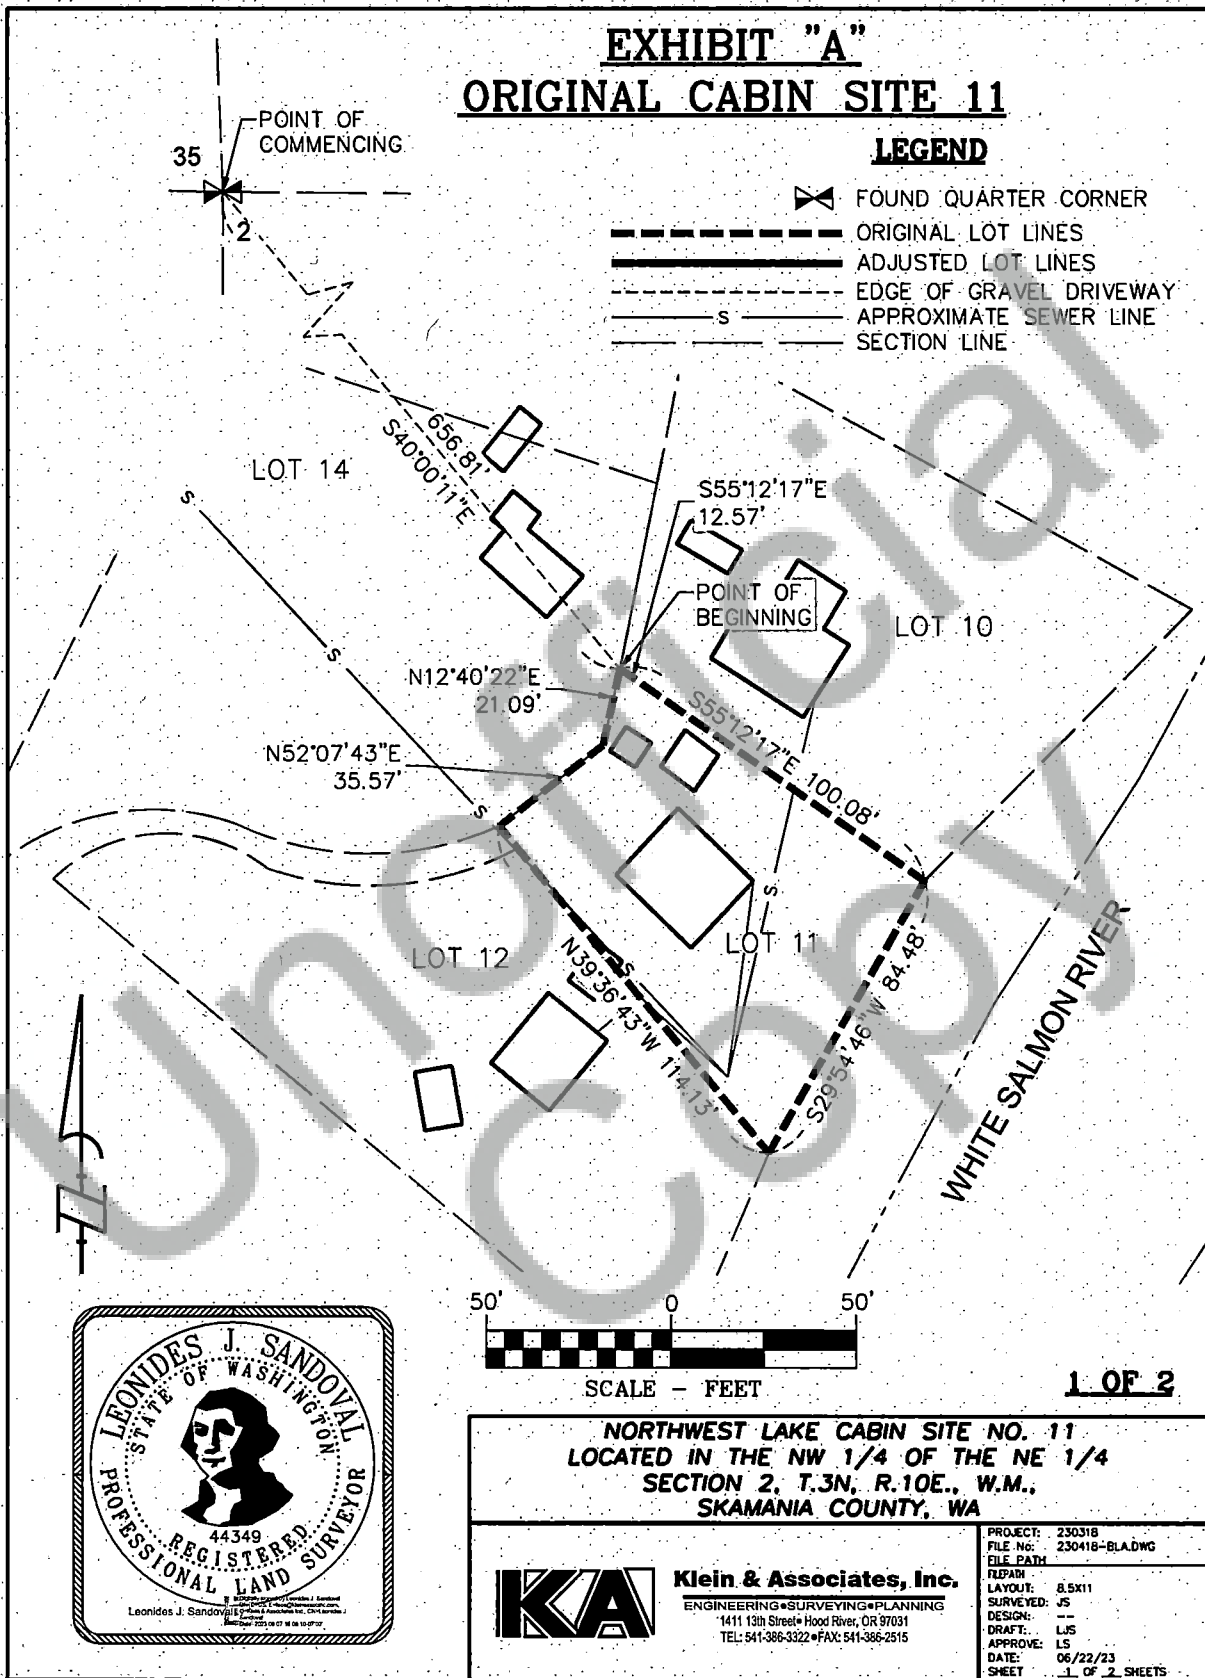 EXHIBIT "A"
ORIGINAL CABIN SITE 11
POINT OF
COMMENCING
35
2
LEGEND
FOUND QUARTER CORNER
ORIGINAL LOT LINES
ADJUSTED LOT LINES
EDGE OF GRAVEL DRIVEWAY
S
APPROXIMATE SEWER LINE
SECTION LINE
656.81'
S40°00'11"E
LOT 14
S
S55°12'17"E
12.57'
POINT OF
BEGINNING
LOT 10
S
N12°40'22"E
21.09'
S55°12'17"E 100.08'
N52°07'43"E
35.57'
S
S
LOT 11
LOT 12
S
N39°36'43"W 114.13'
S29°54'46"W 84.48'
WHITE SALMON RIVER
Unofficial
Copy
50'
0
50'
SCALE - FEET
1 OF 2
LEONIDES J. SANDOVAL
STATE OF WASHINGTON
44349
REGISTERED
PROFESSIONAL LAND SURVEYOR
Leonides J. Sandoval
NORTHWEST LAKE CABIN SITE NO. 11
LOCATED IN THE NW 1/4 OF THE NE 1/4
SECTION 2, T.3N, R.10E., W.M.,
SKAMANIA COUNTY, WA
KA
Klein & Associates, Inc.
ENGINEERING•SURVEYING•PLANNING
1411 13th Street• Hood River, OR 97031
TEL: 541-386-3322•FAX: 541-386-2515
PROJECT: 230318
FILE No: 230418-BLA.DWG
FILE PATH
LAYOUT: 8.5X11
SURVEYED: JS
DESIGN: --
DRAFT: LJS
APPROVE: LS
DATE: 06/22/23
SHEET 1 OF 2 SHEETS